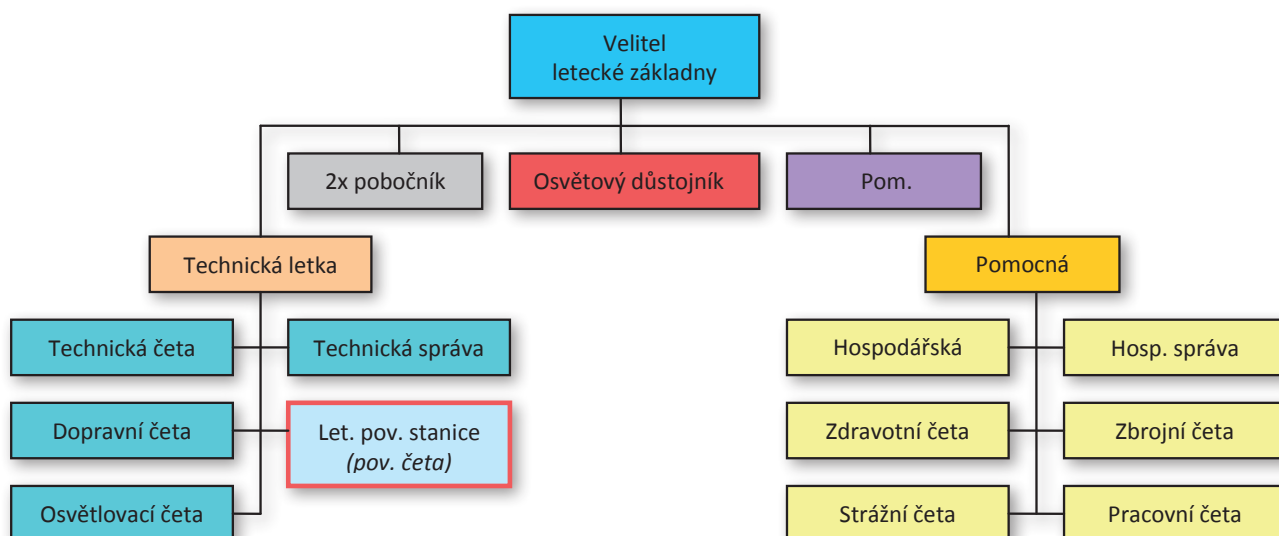 Velitel
letecké základny
2x pobočník
Osvětový důstojník
Pom.
Technická letka
Pomocná
Technická četa
Technická správa
Hospodářská
Hosp. správa
Dopravní četa
Let. pov. stanice
(pov. četa)
Zdravotní četa
Zbrojní četa
Osvětlovací četa
Strážní četa
Pracovní četa